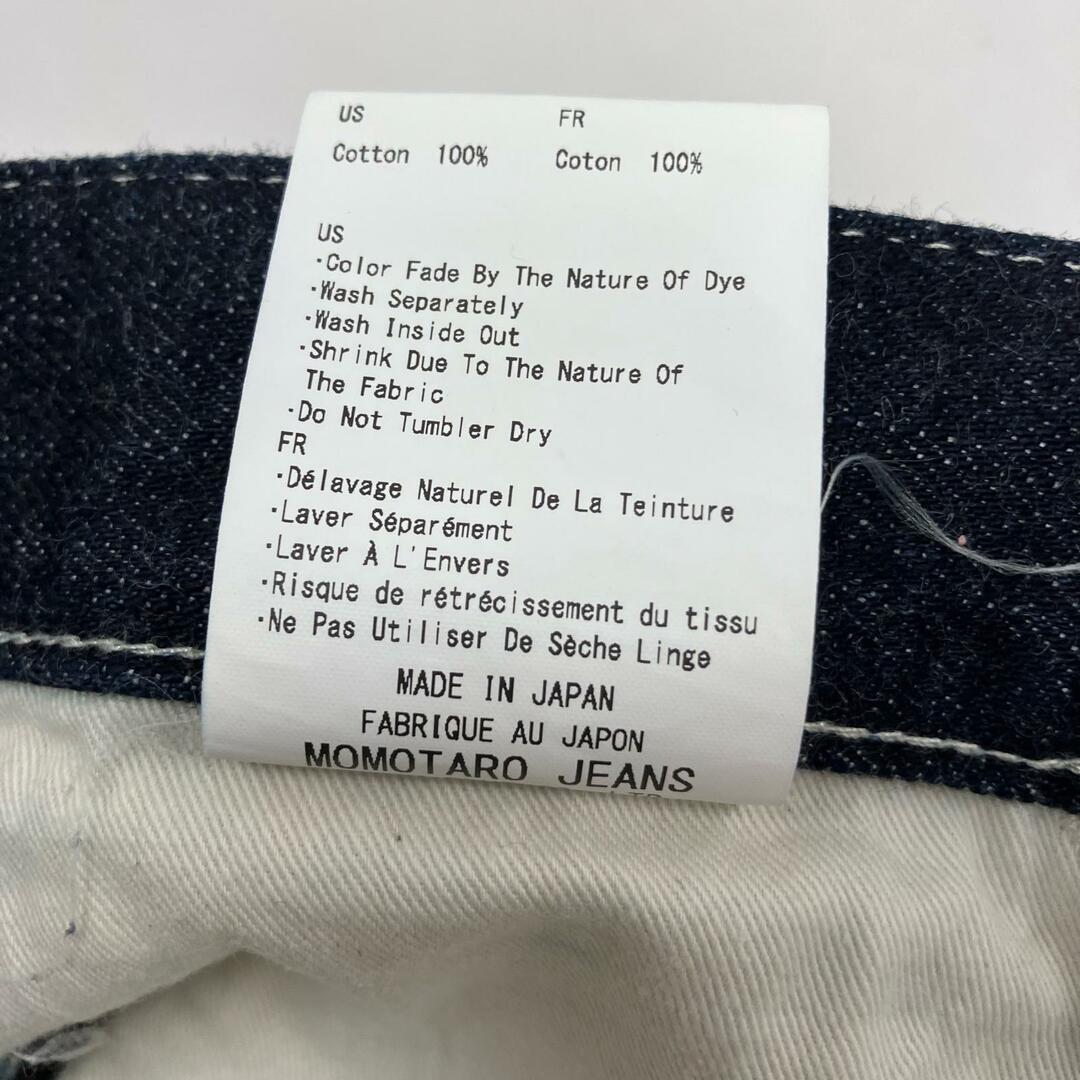 US FR
Cotton 100% Coton 100%
US
·Color Fade By The Nature Of Dye
·Wash Separately
·Wash Inside Out
·Shrink Due To The Nature Of
The Fabric
·Do Not Tumbler Dry
FR
·Délavage Naturel De La Teinture
·Laver Séparément
·Laver À L'Envers
·Risque de rétrécissement du tissu
·Ne Pas Utiliser De Sèche Linge
MADE IN JAPAN
FABRIQUE AU JAPON
MOMOTARO JEANS